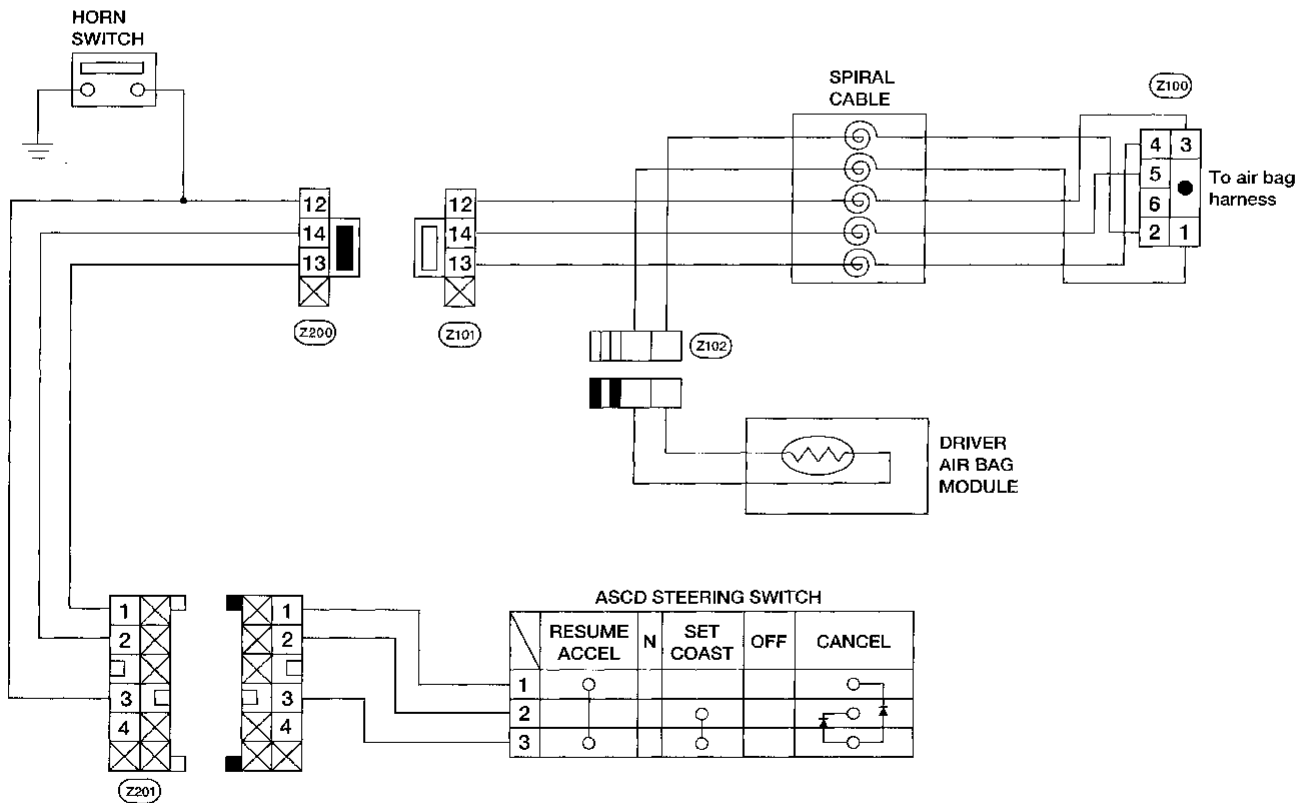 HORN
SWITCH
SPIRAL
CABLE
Z100
4 3
5
6
2 1
To air bag
harness
12
14
13
Z200
12
14
13
Z101
Z102
DRIVER
AIR BAG
MODULE
1
2
3
4
Z201
1
2
3
4
ASCD STEERING SWITCH
RESUME
ACCEL
N
SET
COAST
OFF
CANCEL
1
2
3